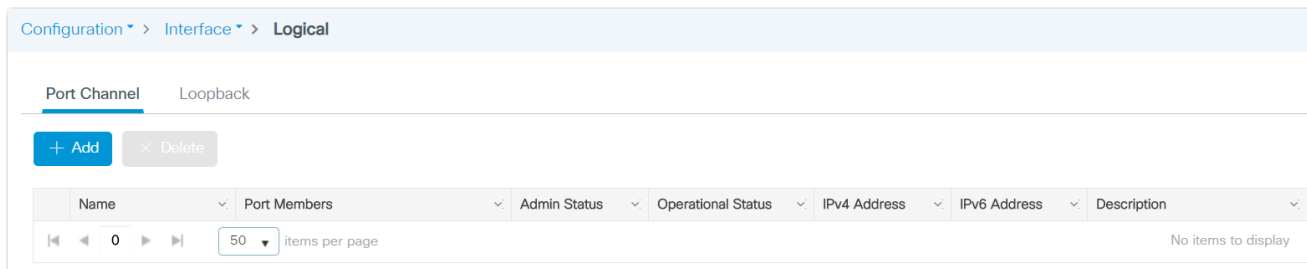 Configuration > Interface > Logical
Port Channel Loopback
+ Add × Delete
Name Port Members Admin Status Operational Status IPv4 Address IPv6 Address Description
0 50 items per page No items to display